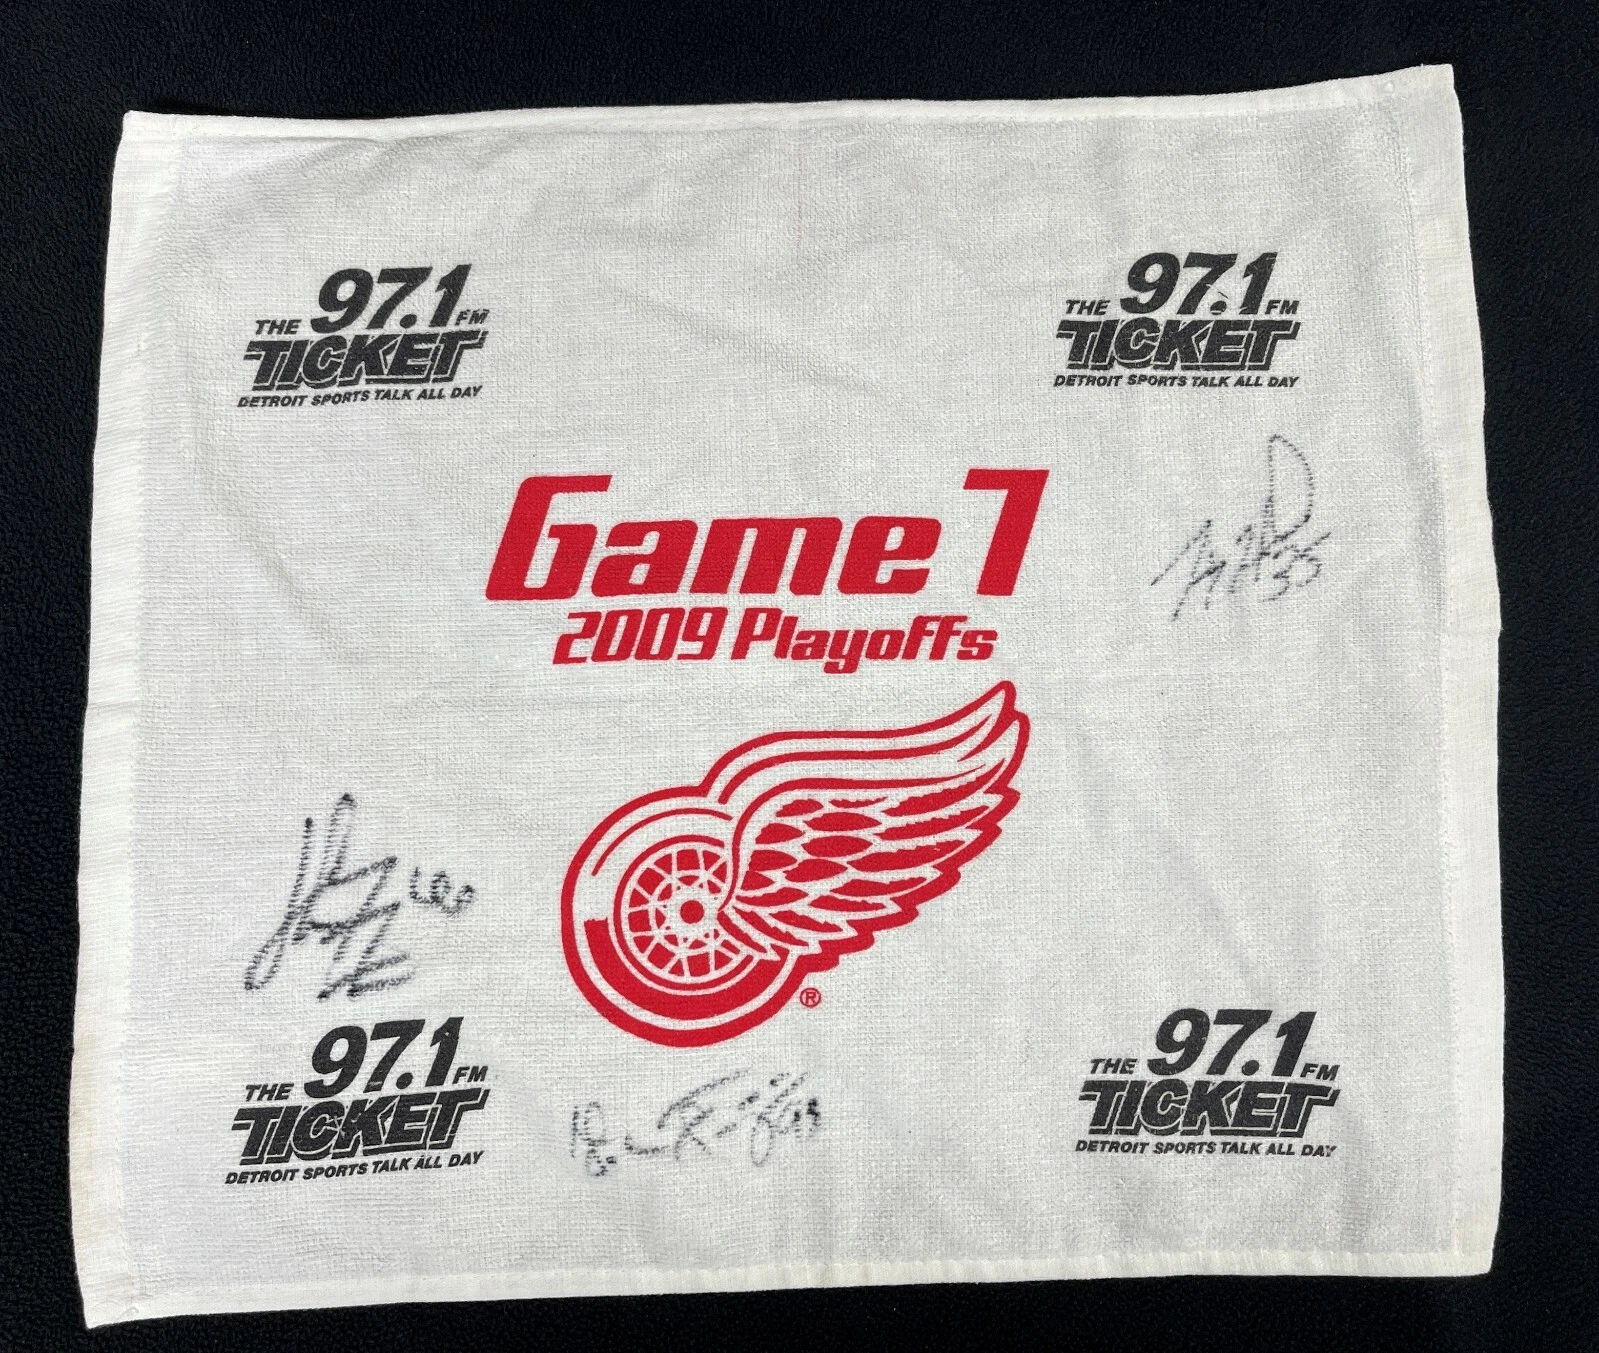 THE 97.1 FM
TICKET
DETROIT SPORTS TALK ALL DAY
THE 97.1 FM
TICKET
DETROIT SPORTS TALK ALL DAY
Game 7
2009 Playoffs
35
®
THE 97.1 FM
TICKET
DETROIT SPORTS TALK ALL DAY
THE 97.1 FM
TICKET
DETROIT SPORTS TALK ALL DAY